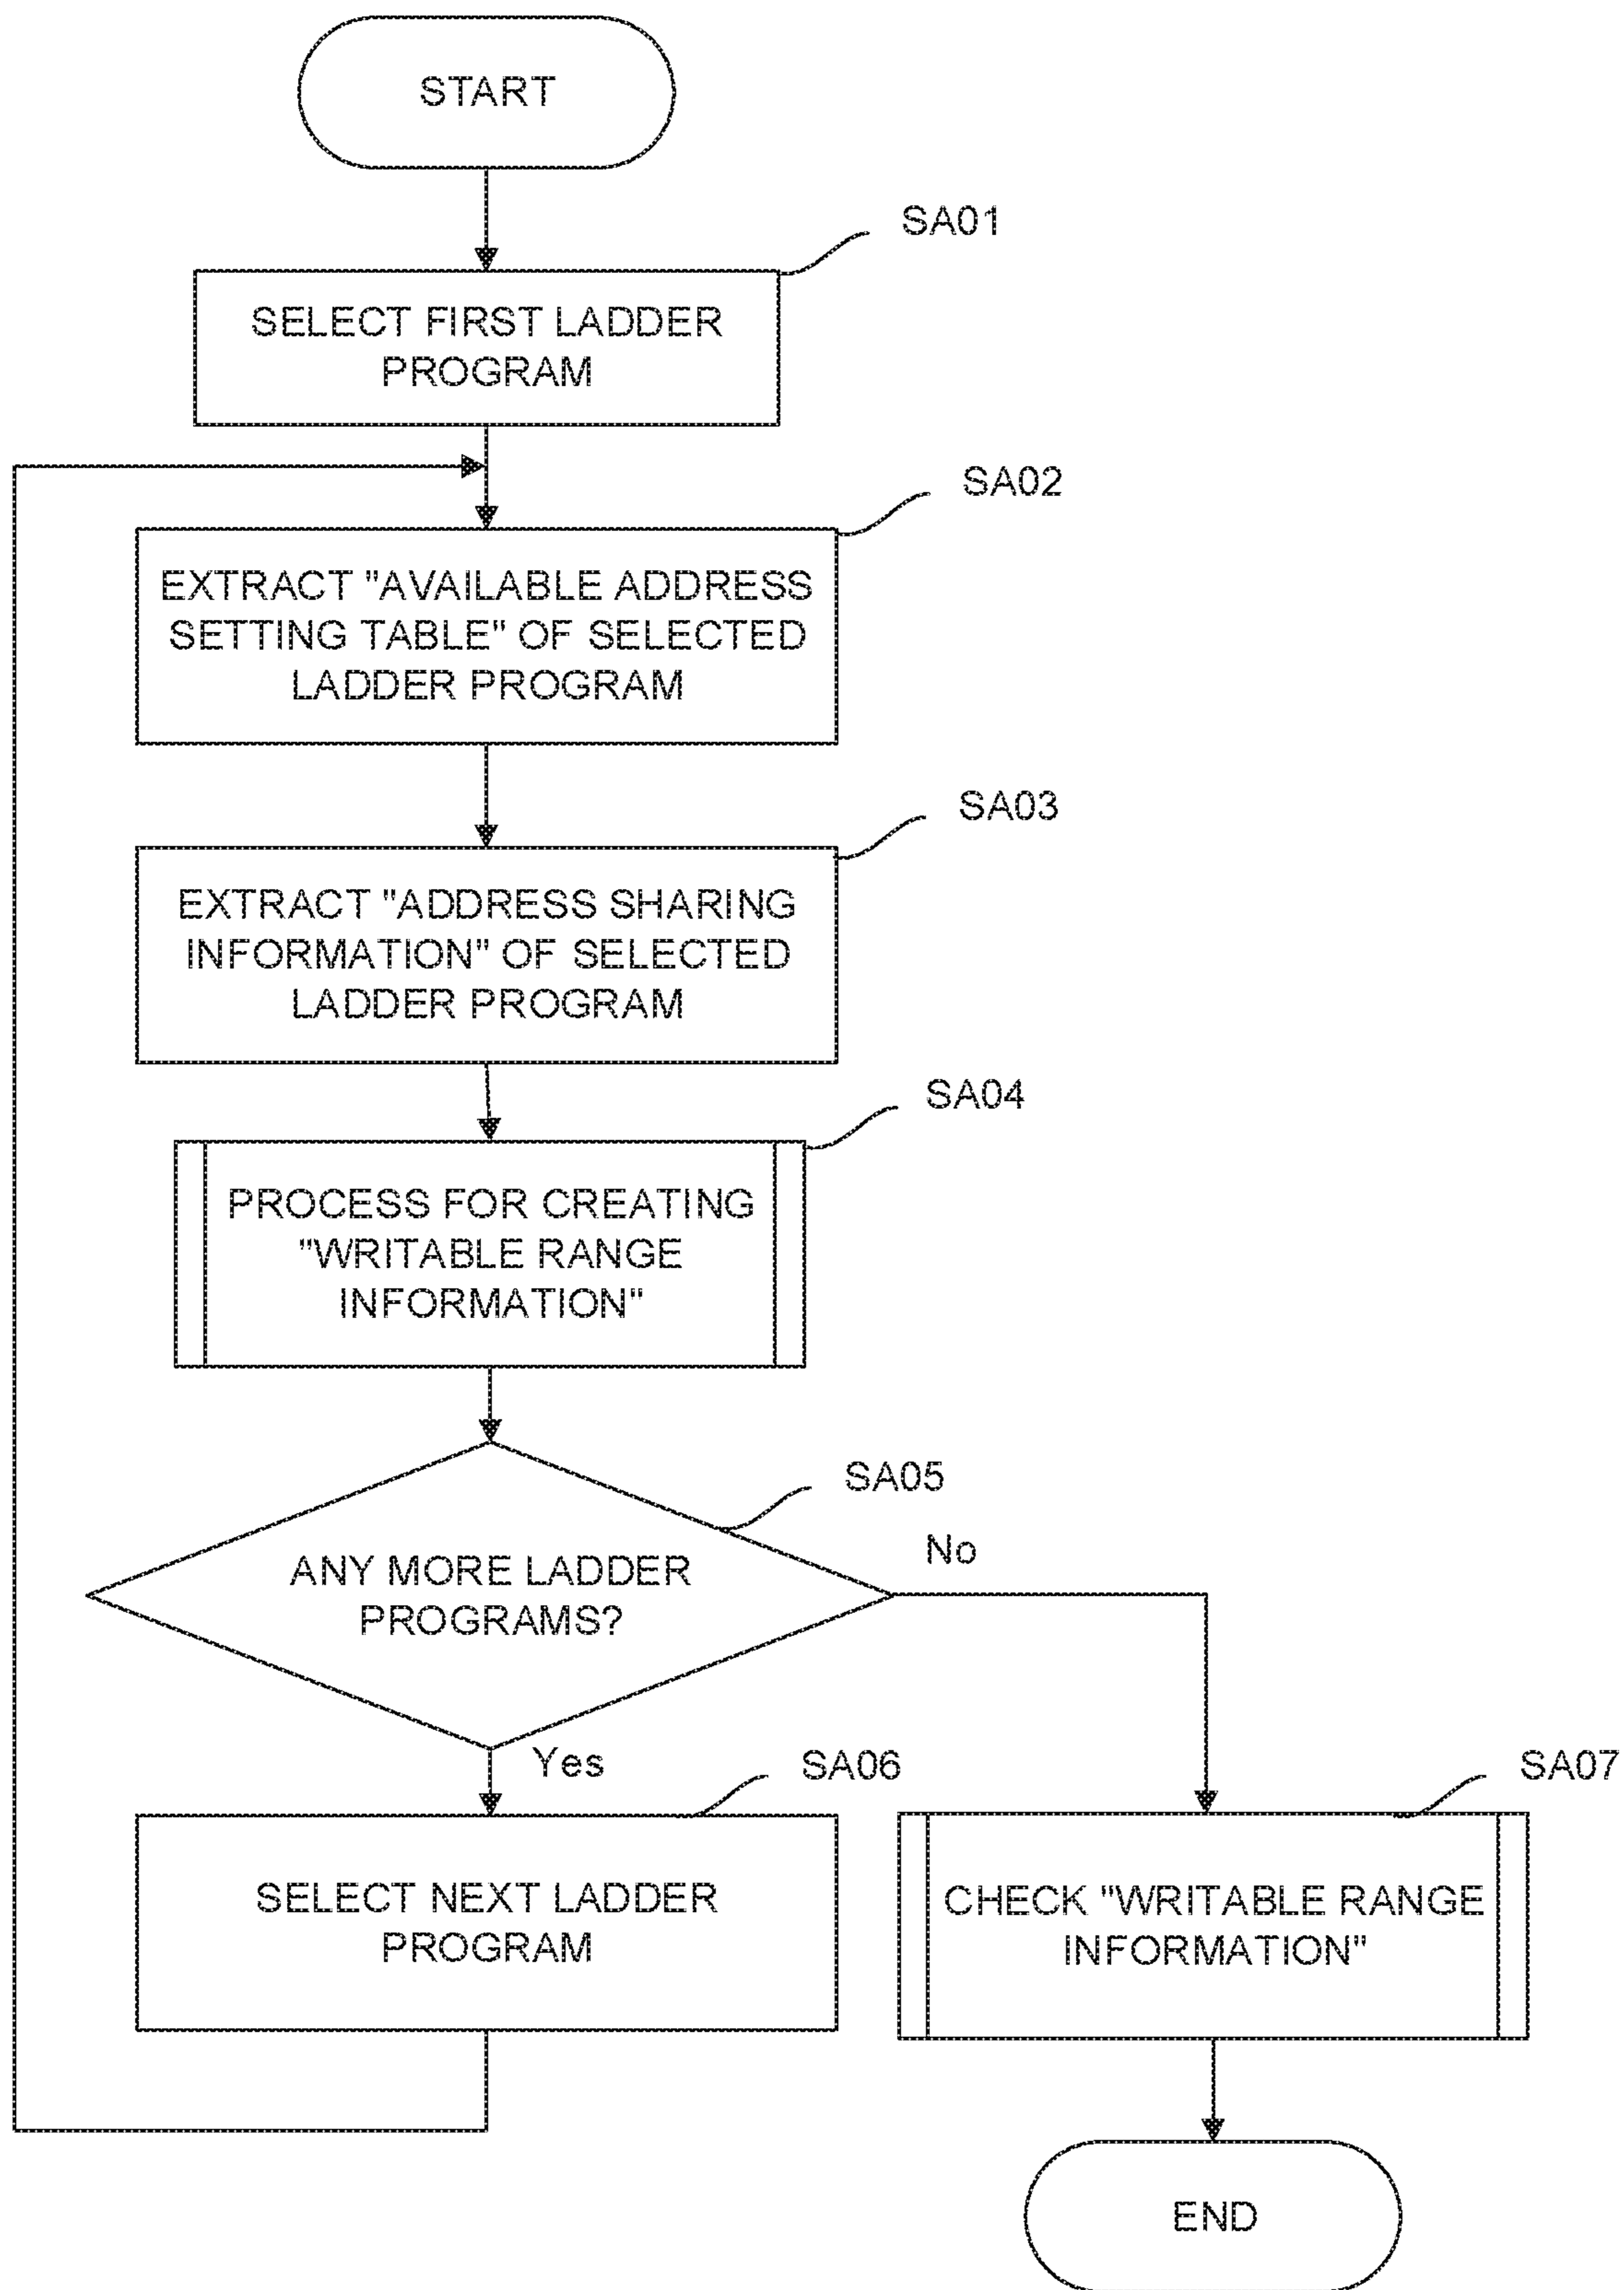 START
SA01
SELECT FIRST LADDER
PROGRAM
SA02
EXTRACT "AVAILABLE ADDRESS
SETTING TABLE" OF SELECTED
LADDER PROGRAM
SA03
EXTRACT "ADDRESS SHARING
INFORMATION" OF SELECTED
LADDER PROGRAM
SA04
PROCESS FOR CREATING
"WRITABLE RANGE
INFORMATION"
SA05
No
ANY MORE LADDER
PROGRAMS?
Yes
SA06
SA07
SELECT NEXT LADDER
PROGRAM
CHECK "WRITABLE RANGE
INFORMATION"
END